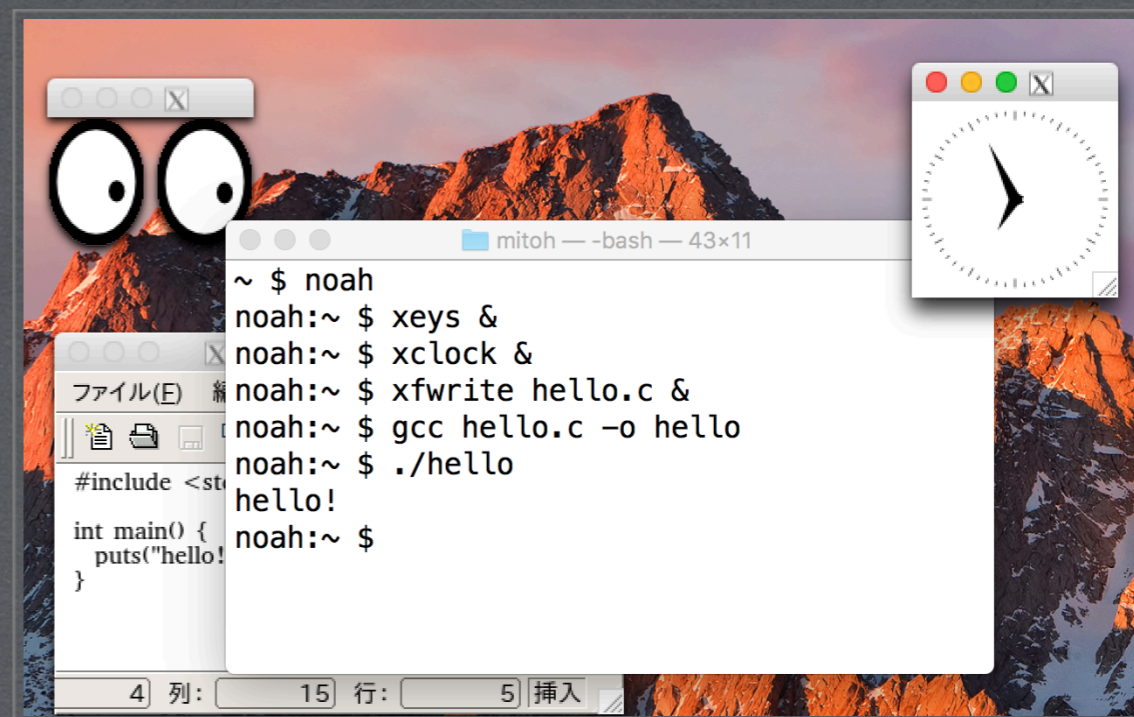 mitoh — -bash — 43×11
~ $ noah
noah:~ $ xeys &
noah:~ $ xclock &
noah:~ $ xfwrite hello.c &
noah:~ $ gcc hello.c -o hello
noah:~ $ ./hello
hello!
noah:~ $
X
X
X
ファイル(F)
#include <st
int main() {
puts("hello!
}
4 列: 15 行: 5 挿入